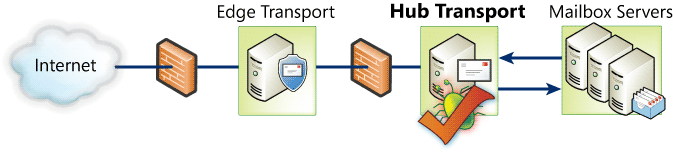 Edge Transport
Hub Transport
Mailbox Servers
Internet